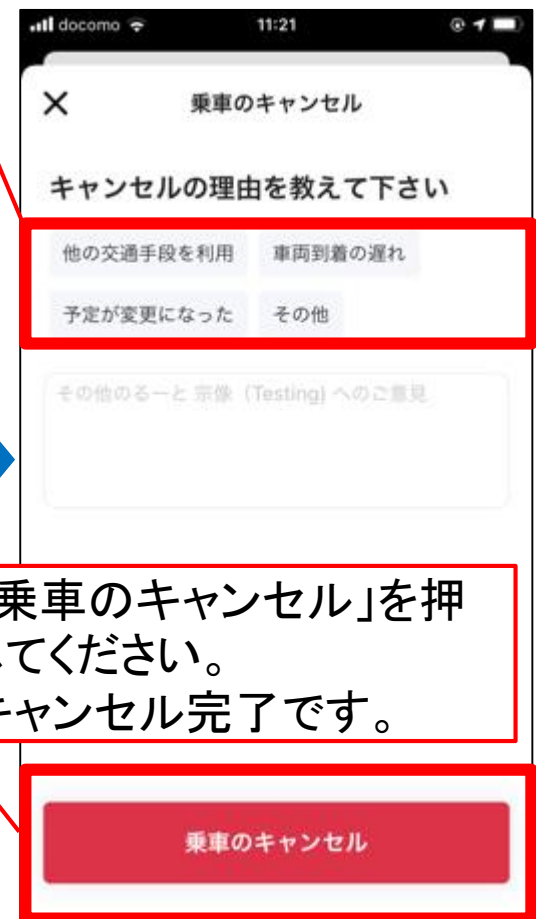 docomo 11:21
乗車のキャンセル
キャンセルの理由を教えて下さい
他の交通手段を利用 車両到着の遅れ
予定が変更になった その他
その他のるーと 宗像 (Testing) へのご意見
乗車のキャンセル」を押
してください。
キャンセル完了です。
乗車のキャンセル